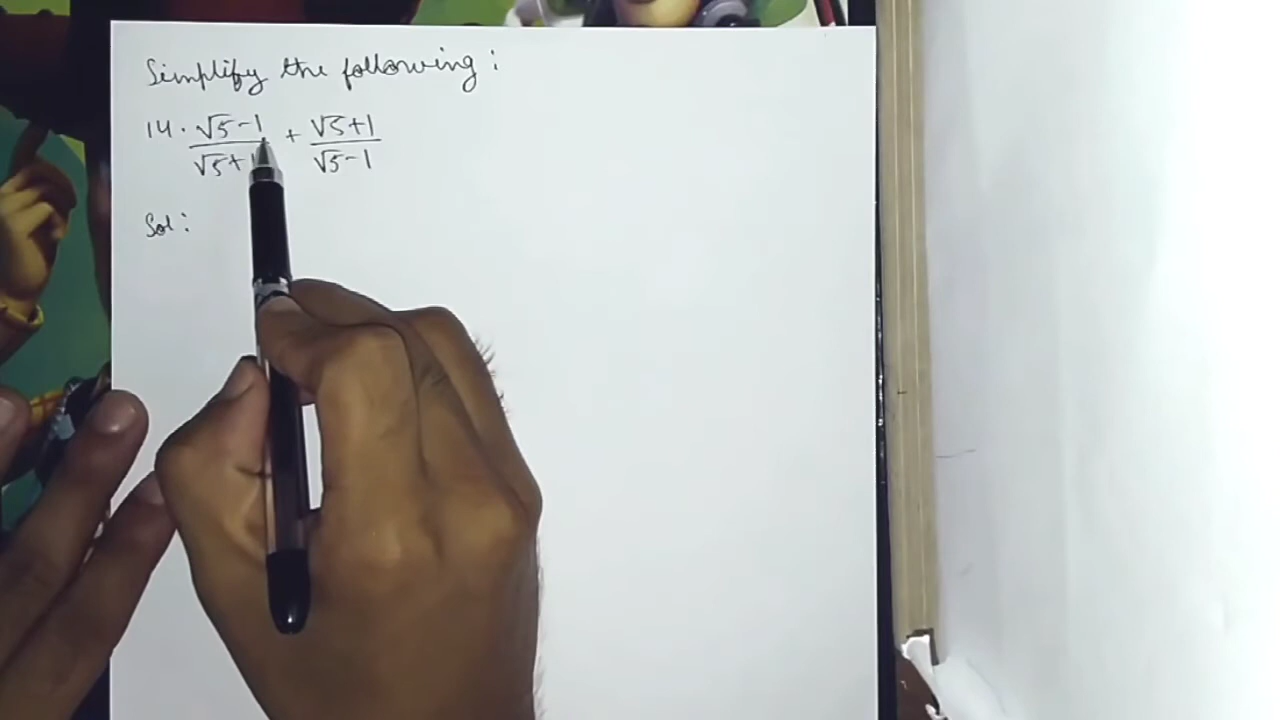 Simplify the following:
14. √5-1/√5+1 + √5+1/√5-1
Sol: